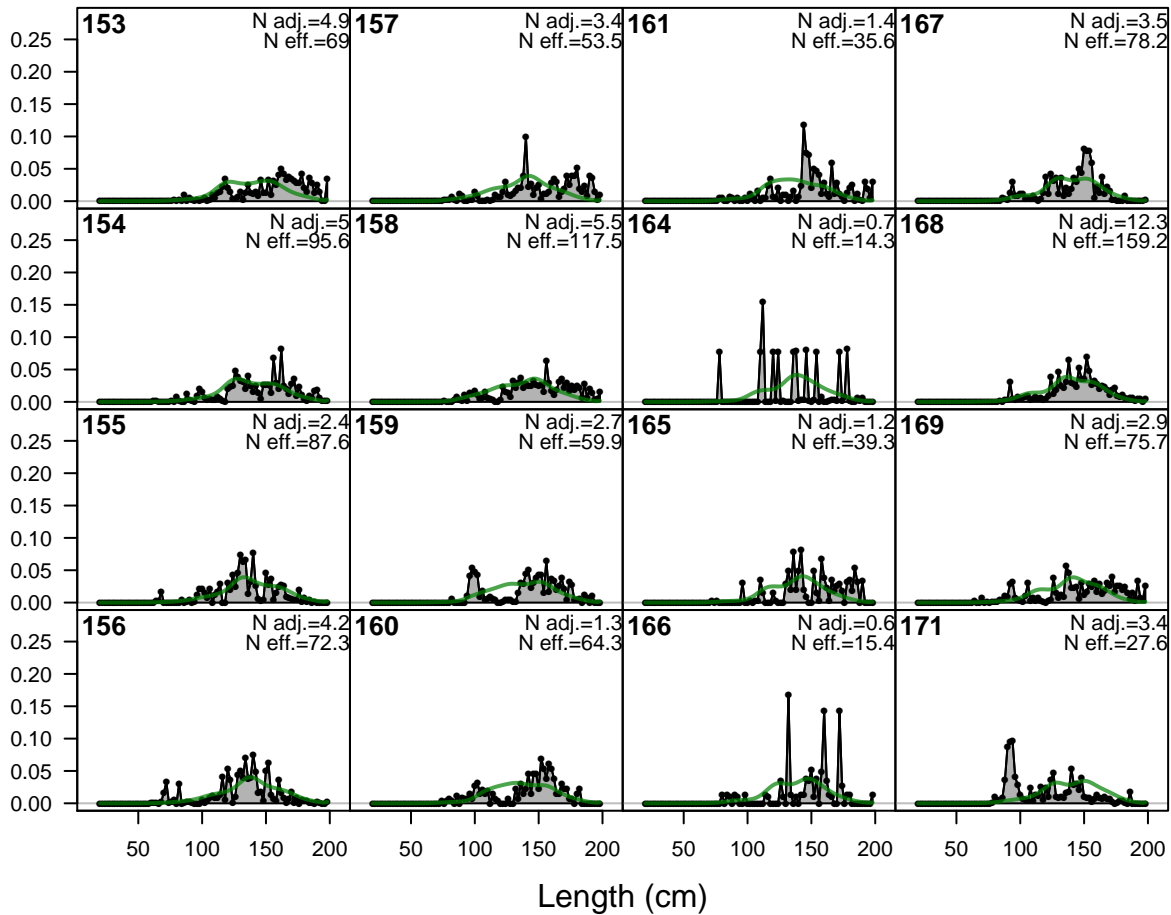 0.25
0.20
0.15
0.10
0.05
0.00
153 N adj.=4.9
N eff.=69
157 N adj.=3.4
N eff.=53.5
161 N adj.=1.4
N eff.=35.6
167 N adj.=3.5
N eff.=78.2
0.25
0.20
0.15
0.10
0.05
0.00
154 N adj.=5
N eff.=95.6
158 N adj.=5.5
N eff.=117.5
164 N adj.=0.7
N eff.=14.3
168 N adj.=12.3
N eff.=159.2
0.25
0.20
0.15
0.10
0.05
0.00
155 N adj.=2.4
N eff.=87.6
159 N adj.=2.7
N eff.=59.9
165 N adj.=1.2
N eff.=39.3
169 N adj.=2.9
N eff.=75.7
0.25
0.20
0.15
0.10
0.05
0.00
156 N adj.=4.2
N eff.=72.3
160 N adj.=1.3
N eff.=64.3
166 N adj.=0.6
N eff.=15.4
171 N adj.=3.4
N eff.=27.6
50 100 150 200 50 100 150 200 50 100 150 200 50 100 150 200
Length (cm)